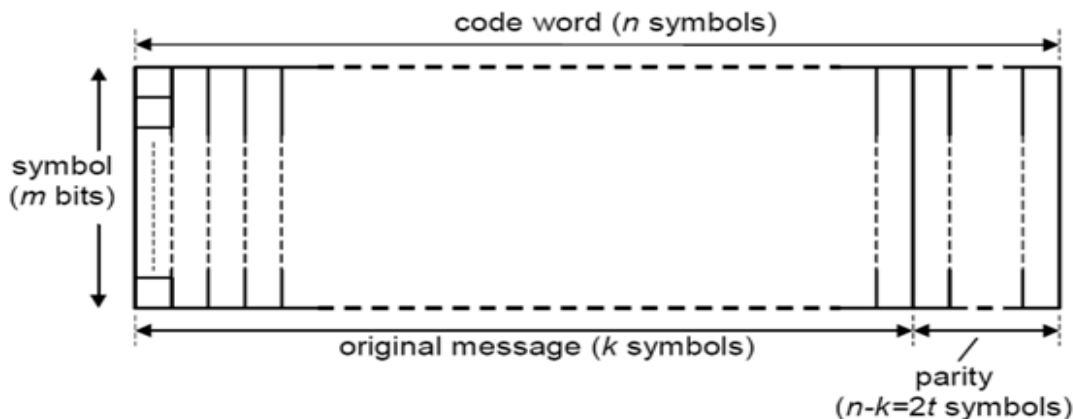 code word (n symbols)
symbol
(m bits)
original message (k symbols)
parity
(n-k=2t symbols)